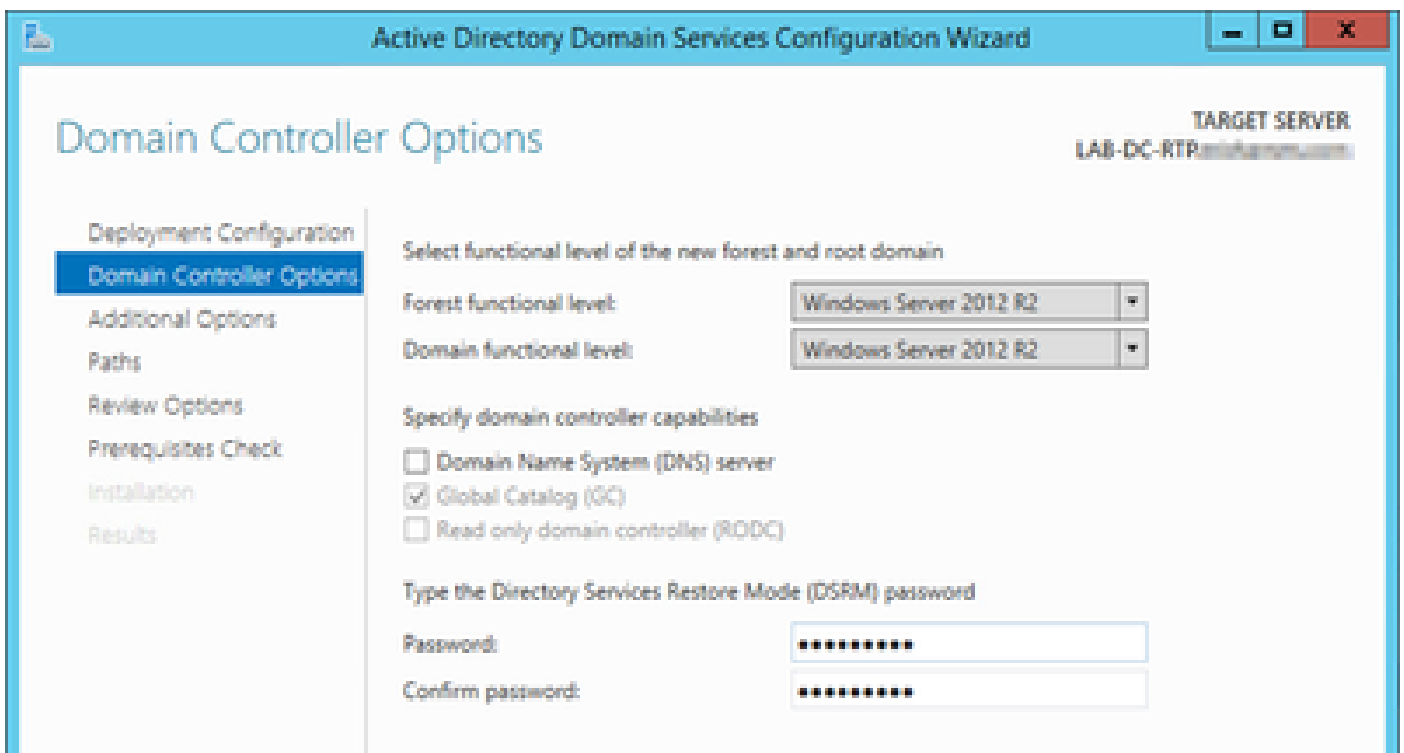 Active Directory Domain Services Configuration Wizard
Domain Controller Options
TARGET SERVER
LAB-DC-RTP
Deployment Configuration
Domain Controller Options
Additional Options
Paths
Review Options
Prerequisites Check
Installation
Results
Select functional level of the new forest and root domain
Forest functional level: Windows Server 2012 R2
Domain functional level: Windows Server 2012 R2
Specify domain controller capabilities
Domain Name System (DNS) server
Global Catalog (GC)
Read only domain controller (RODC)
Type the Directory Services Restore Mode (DSRM) password
Password: •••••••••
Confirm password: •••••••••